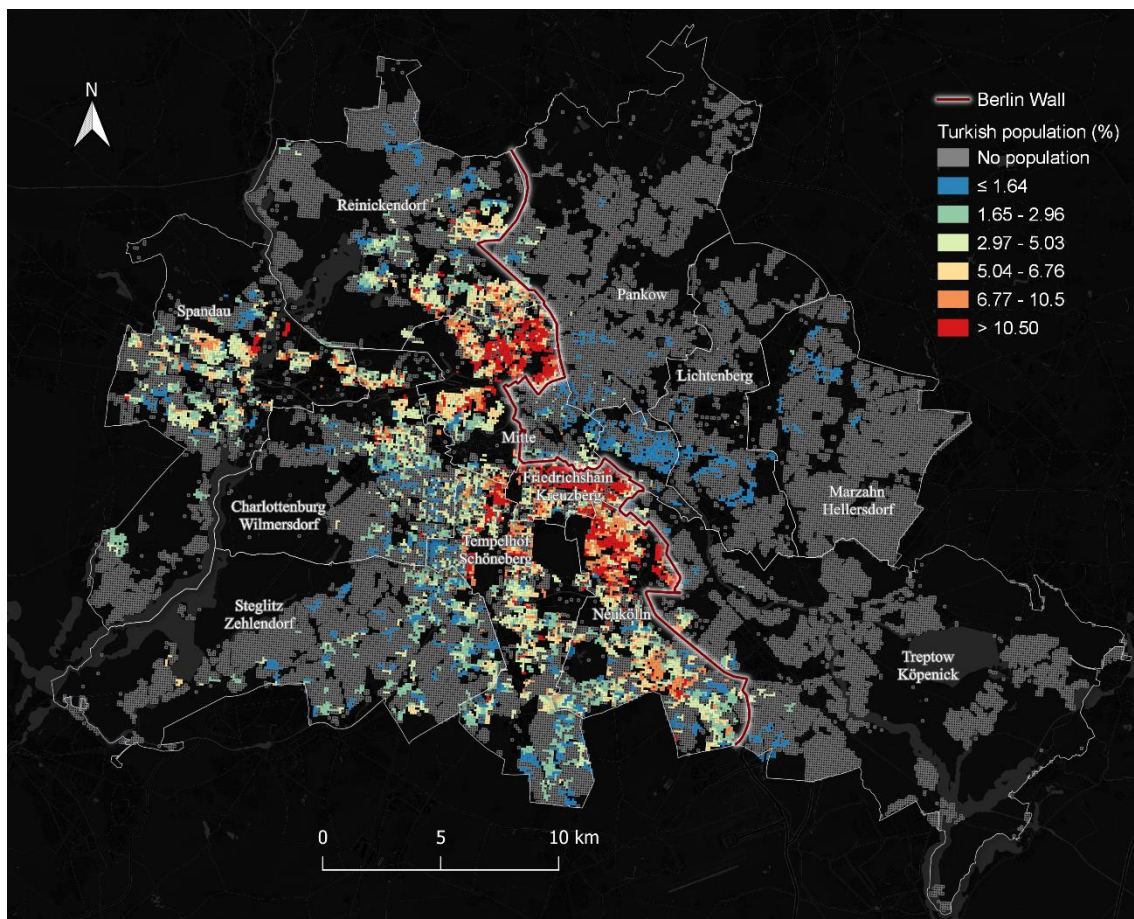 N
Berlin Wall
Turkish population (%)
No population
≤ 1.64
1.65 - 2.96
2.97 - 5.03
5.04 - 6.76
6.77 - 10.5
> 10.50
Reinickendorf
Spandau
Pankow
Lichtenberg
Mitte
Friedrichshain
Kreuzberg
Marzahn
Hellersdorf
Charlottenburg
Wilmersdorf
Tempelhof
Schöneberg
Steglitz
Zehlendorf
Neukölln
Treptow
Köpenick
0 5 10 km